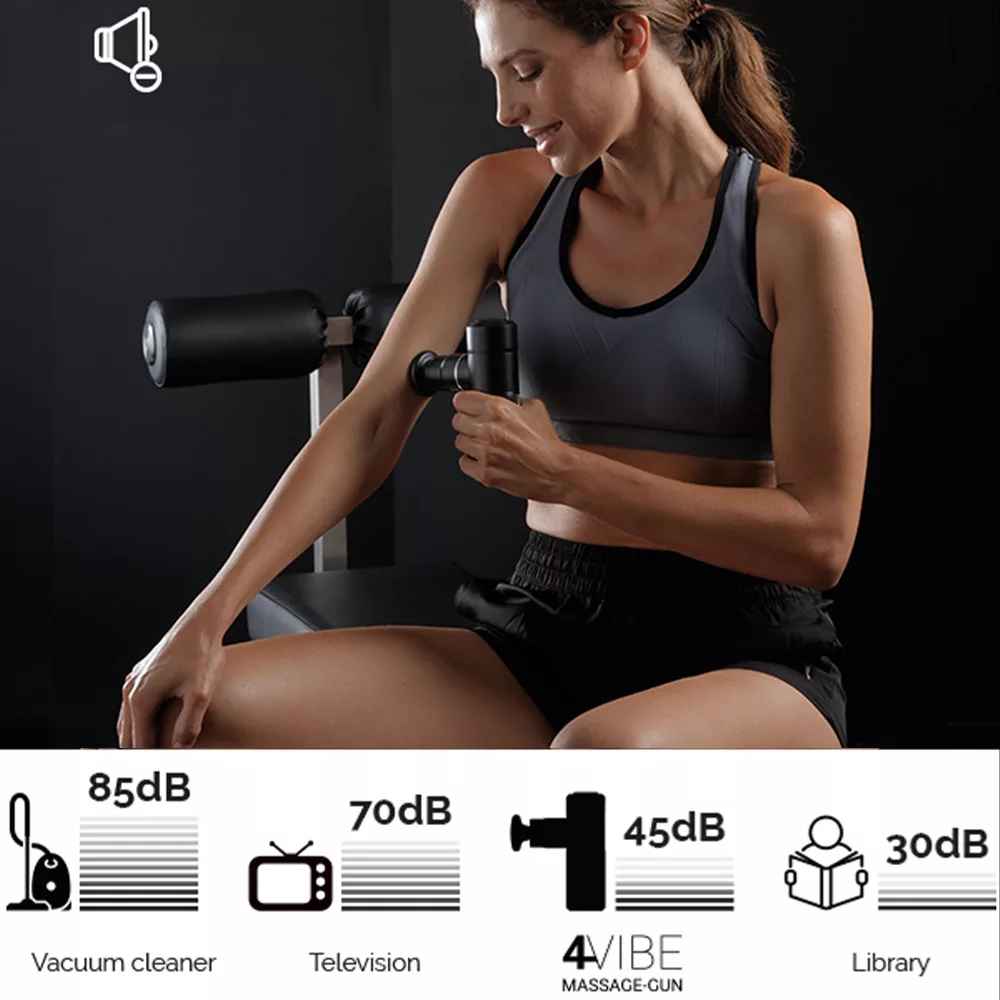 85dB
70dB
45dB
30dB
Vacuum cleaner
Television
4VIBE
MASSAGE-GUN
Library